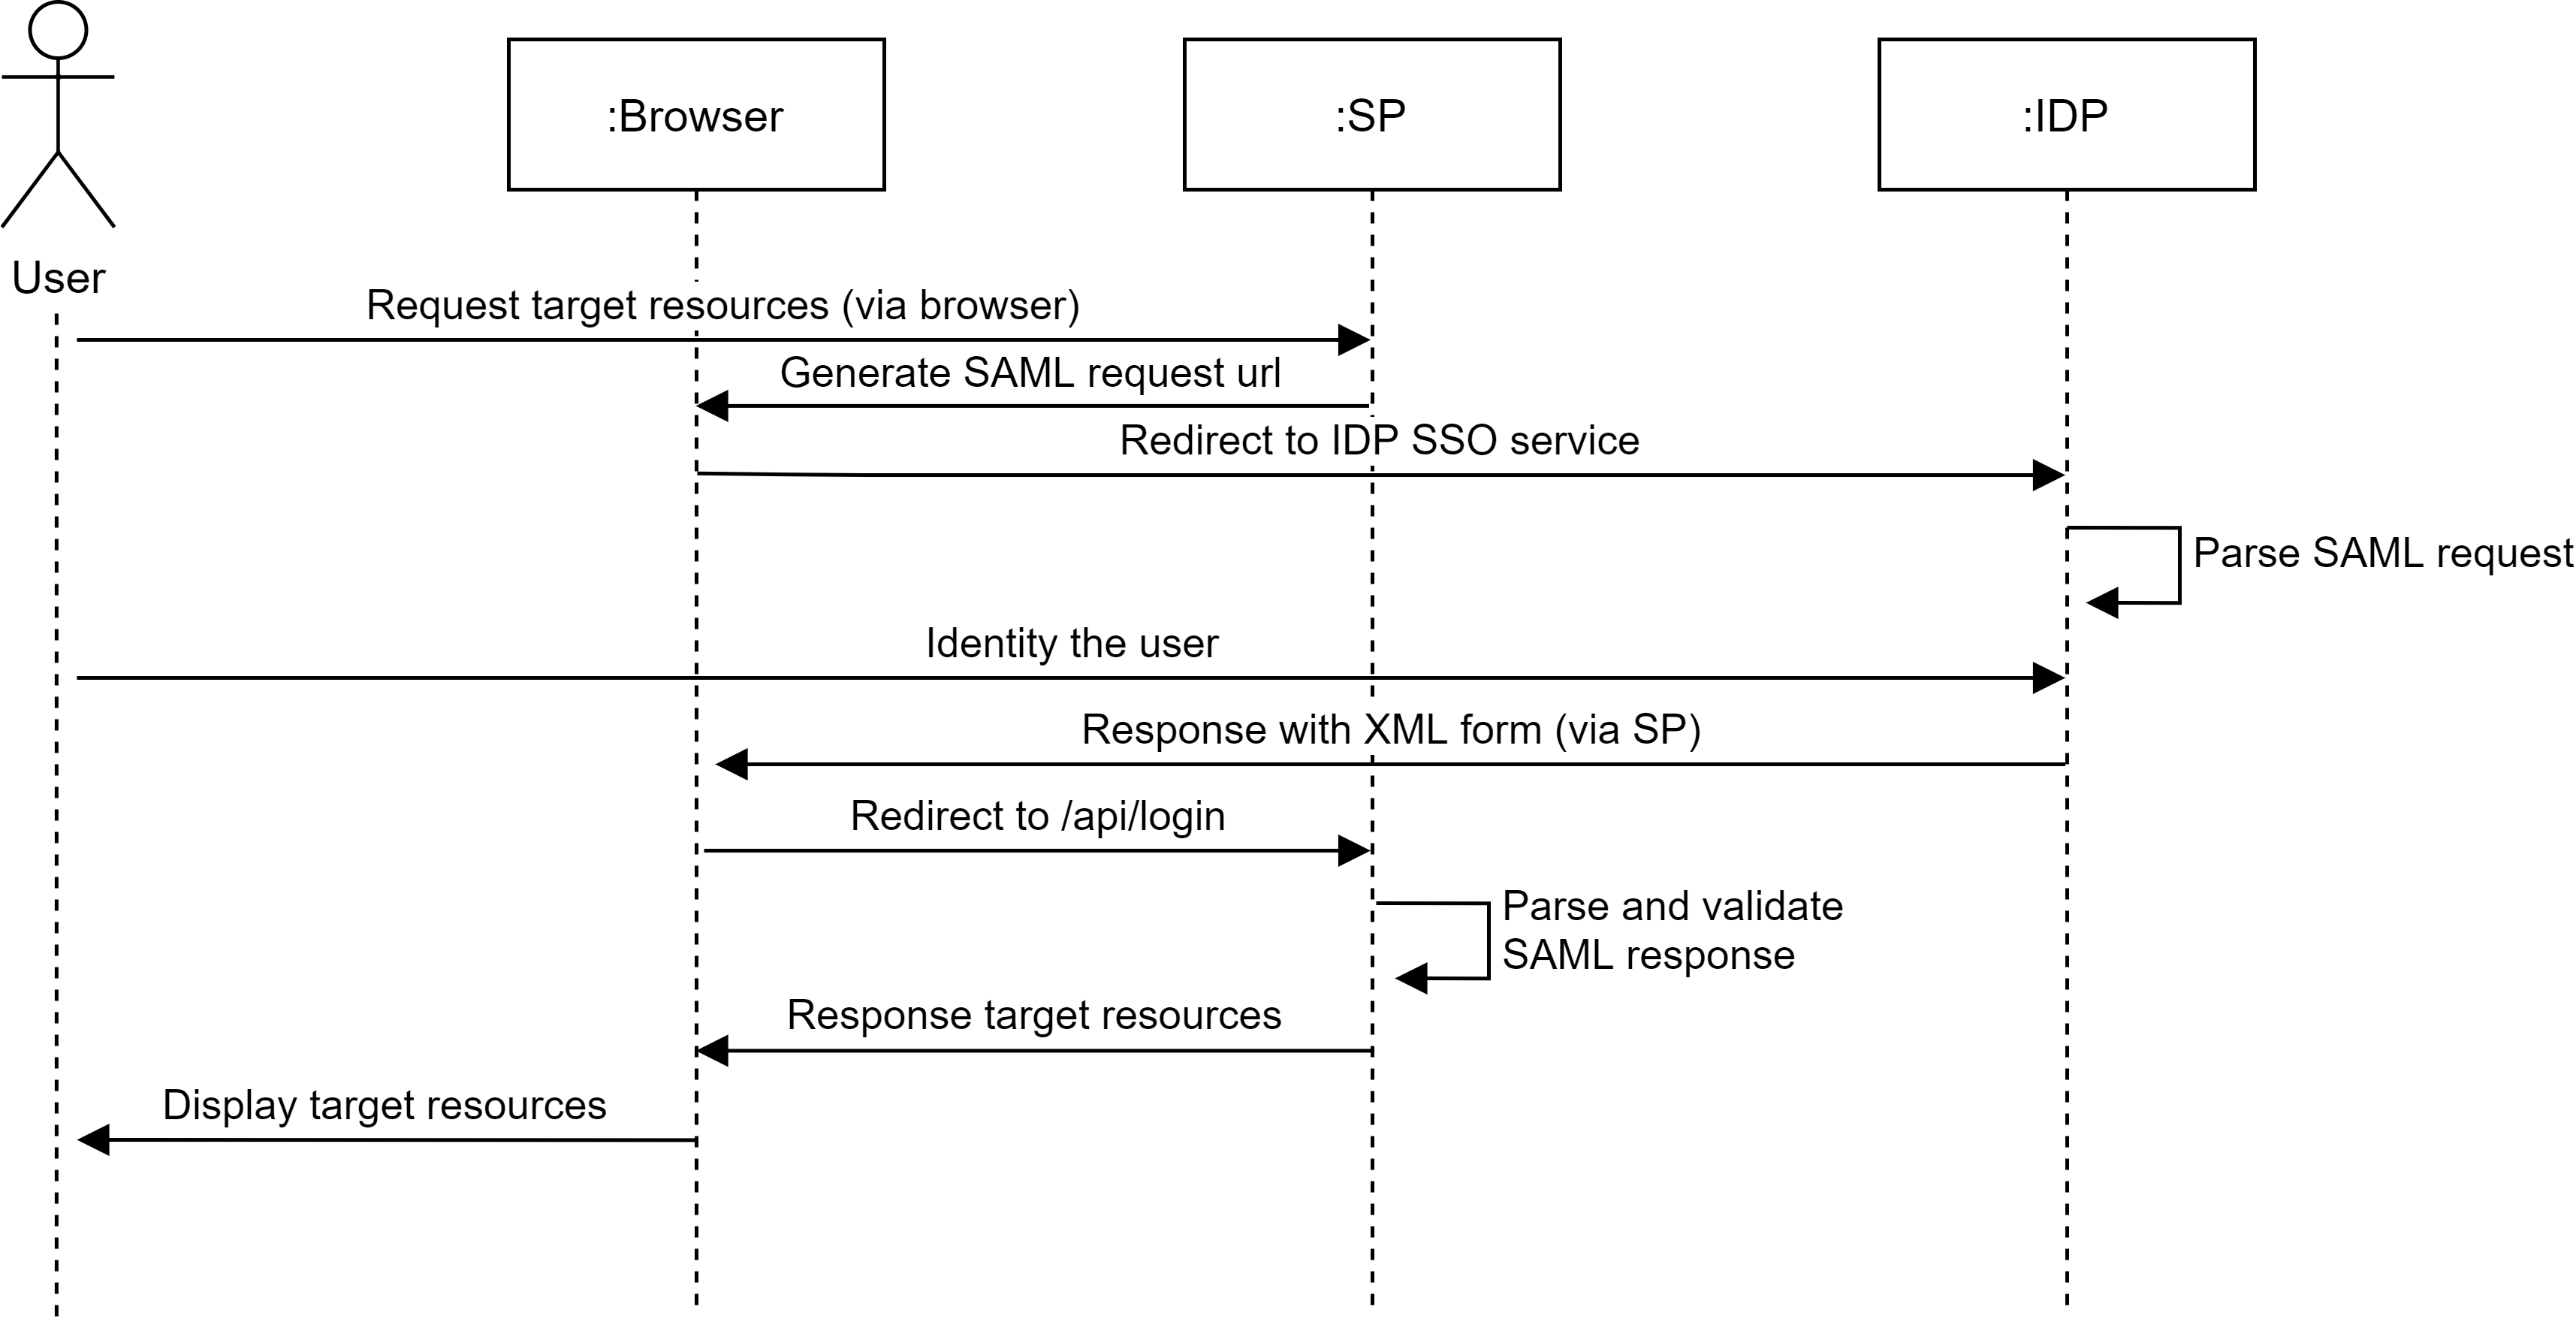 :Browser
:SP
:IDP
User
Request target resources (via browser)
Generate SAML request url
Redirect to IDP SSO service
Parse SAML request
Identity the user
Response with XML form (via SP)
Redirect to /api/login
Parse and validate
SAML response
Response target resources
Display target resources